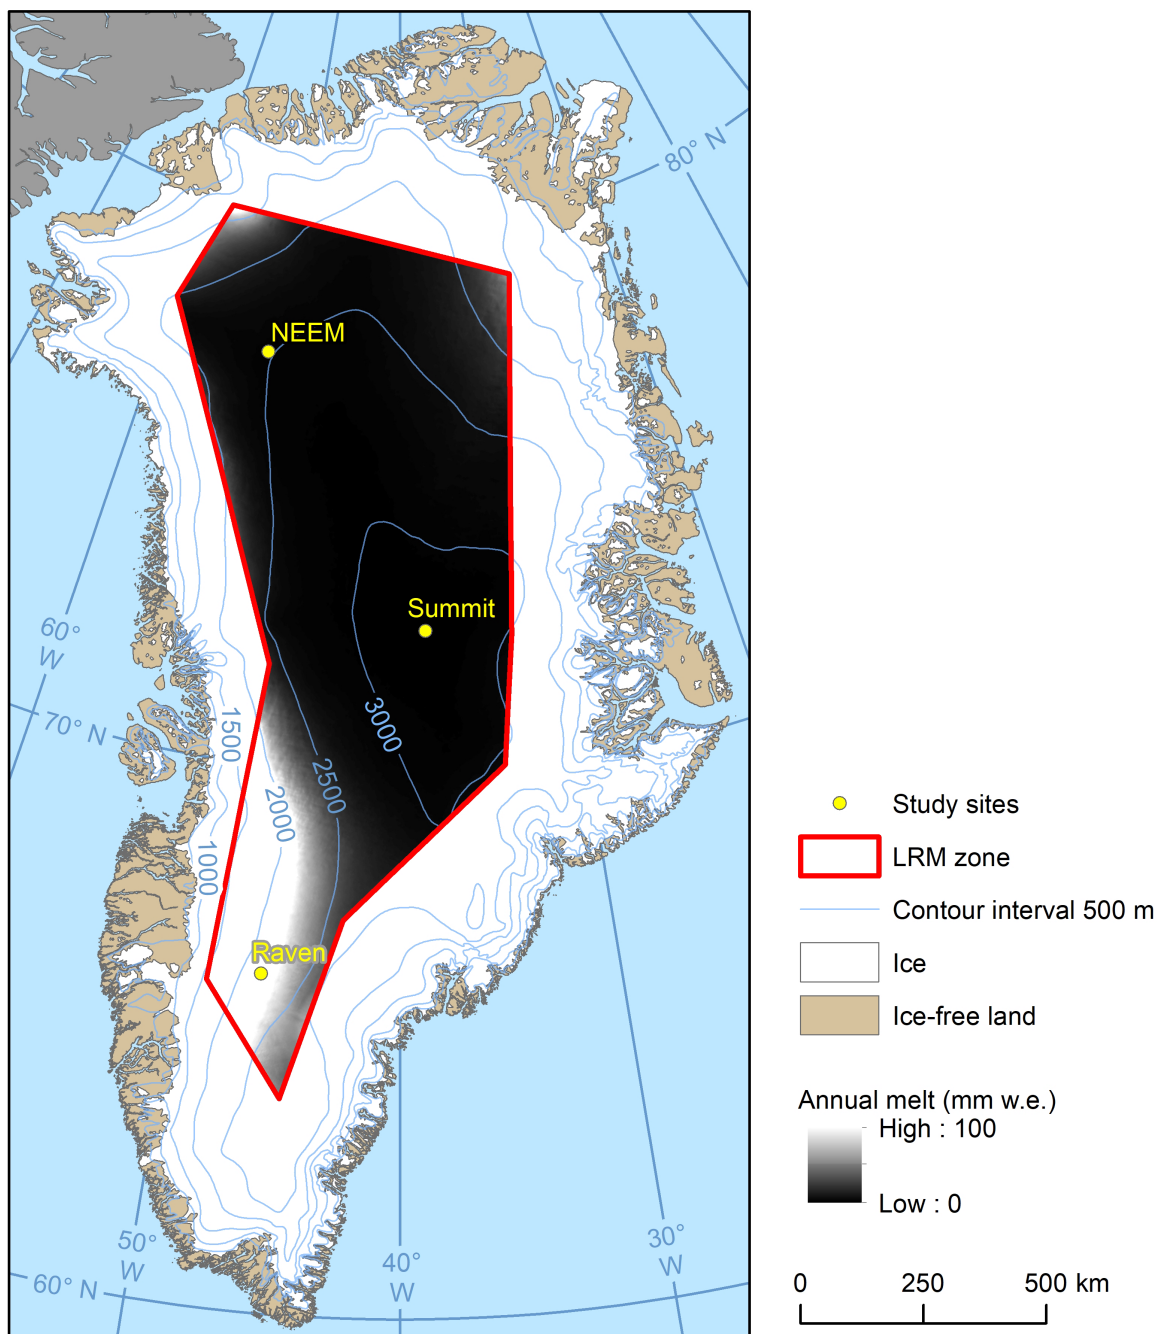 80° N
NEEM
Summit
60°
W
70° N
1500
3000
2500
2000
1000
Raven
50°
W
40°
W
30°
W
60° N
Study sites
LRM zone
Contour interval 500 m
Ice
Ice-free land
Annual melt (mm w.e.)
High : 100
Low : 0
0 250 500 km